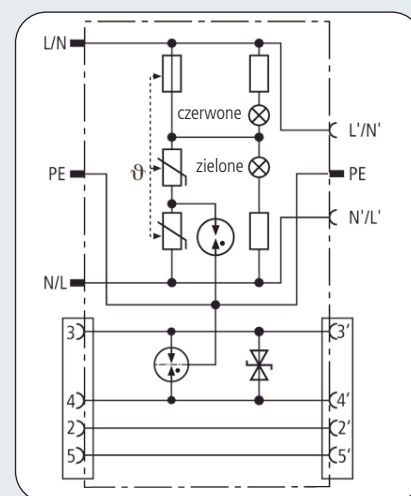 L/N
czerwone
L'/N'
PE
ϑ
zielone
PE
N'/L'
N/L
3
3'
4
4'
2
2'
5
5'